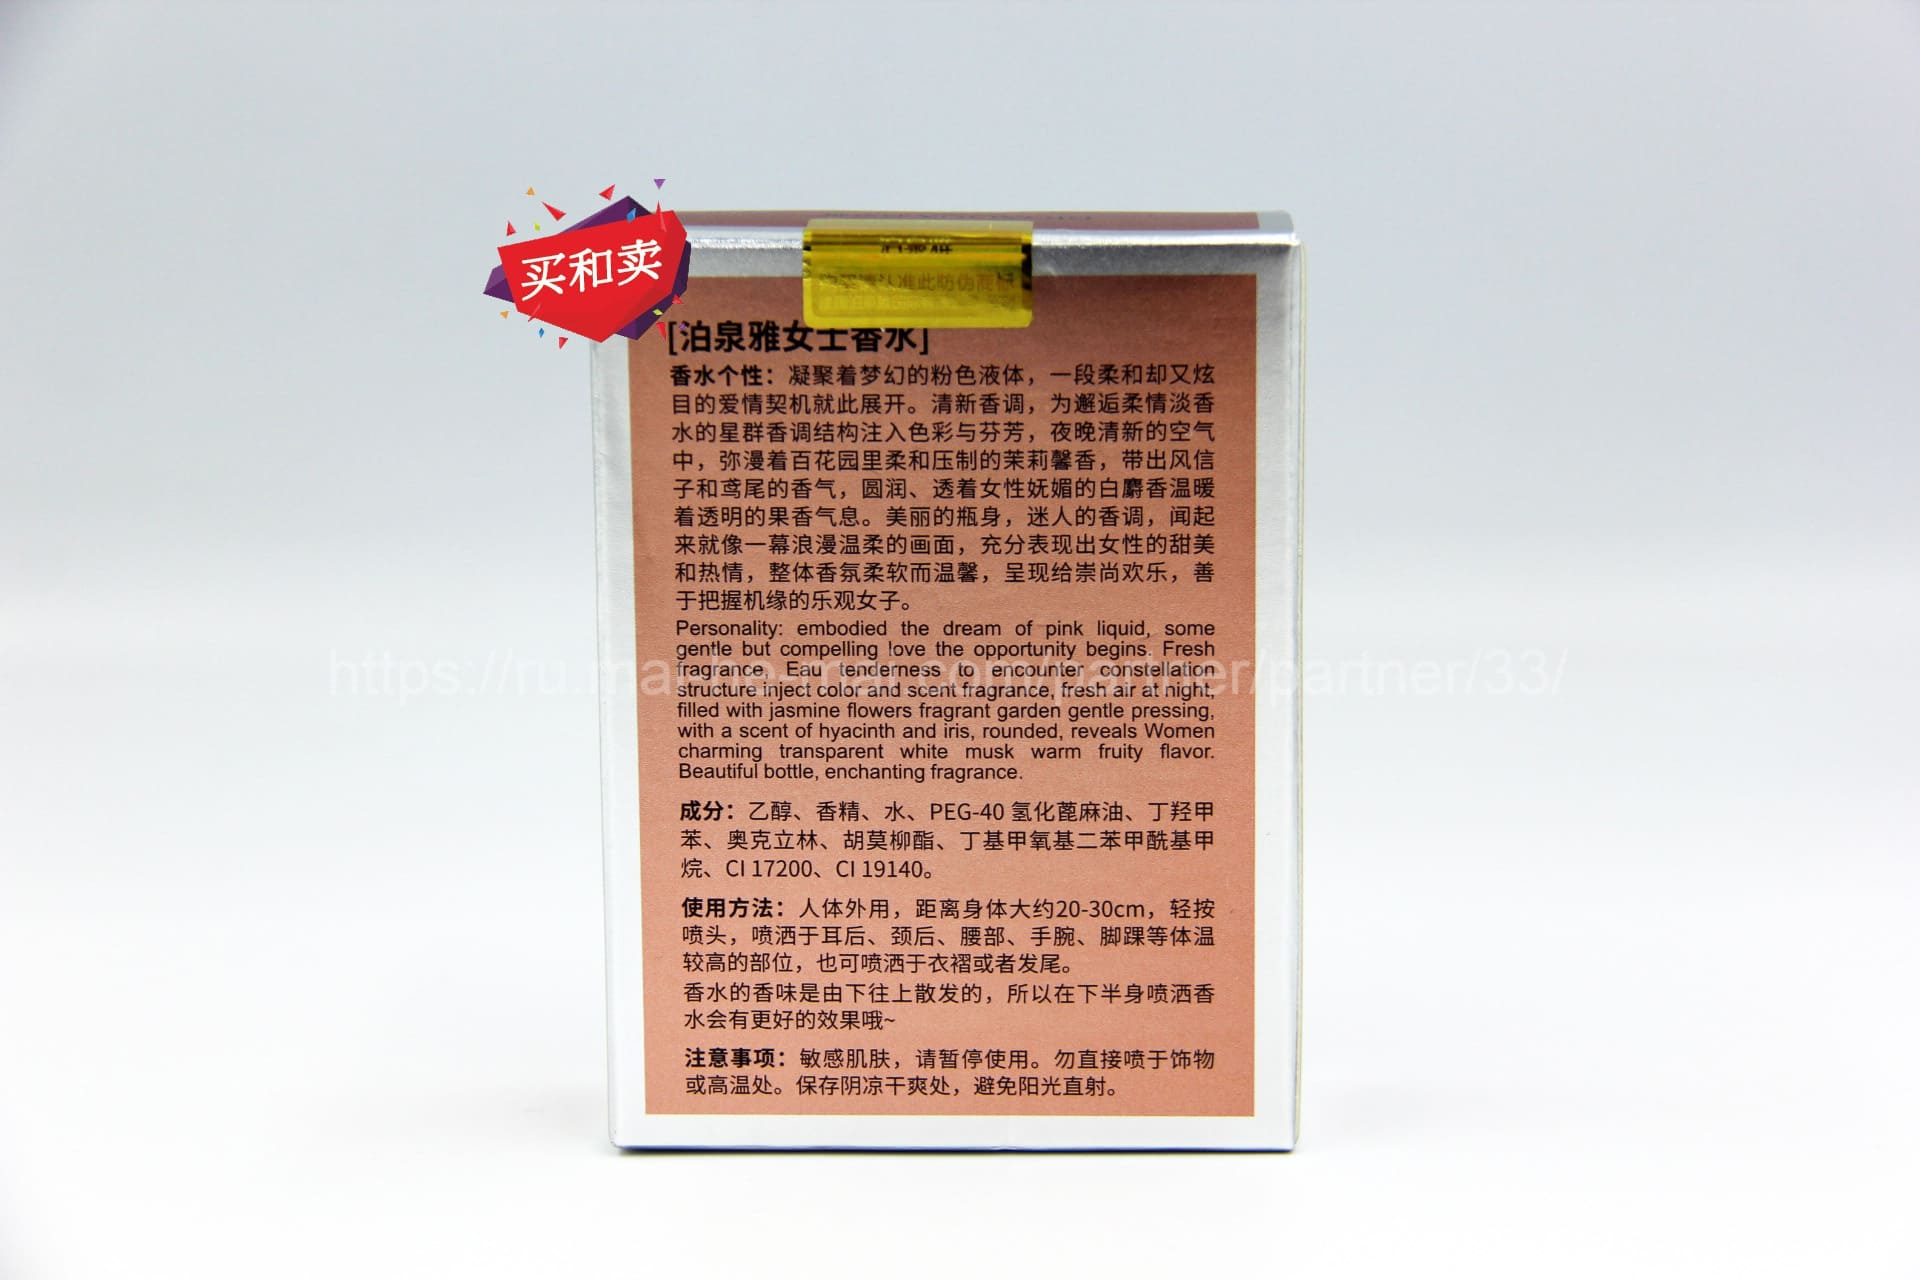 买和卖
购买请认准此防伪商标
[泊泉雅女士香水]
香水个性：凝聚着梦幻的粉色液体，一段柔和却又炫
目的爱情契机就此展开。清新香调，为邂逅柔情淡香
水的星群香调结构注入色彩与芬芳，夜晚清新的空气
中，弥漫着百花园里柔和压制的茉莉馨香，带出风信
子和鸢尾的香气，圆润、透着女性妩媚的白麝香温暖
着透明的果香气息。美丽的瓶身，迷人的香调，闻起
来就像一幕浪漫温柔的画面，充分表现出女性的甜美
和热情，整体香氛柔软而温馨，呈现给崇尚欢乐，善
于把握机缘的乐观女子。
Personality: embodied the dream of pink liquid, some
gentle but compelling love the opportunity begins. Fresh
fragrance, Eau tenderness to encounter constellation
structure inject color and scent fragrance, fresh air at night,
filled with jasmine flowers fragrant garden gentle pressing,
with a scent of hyacinth and iris, rounded, reveals Women
charming transparent white musk warm fruity flavor.
Beautiful bottle, enchanting fragrance.
https://ru.mai-he-mai.com/partner/partner/33/
成分：乙醇、香精、水、PEG-40 氢化蓖麻油、丁羟甲
苯、奥克立林、胡莫柳酯、丁基甲氧基二苯甲酰基甲
烷、CI 17200、CI 19140。
使用方法：人体外用，距离身体大约20-30cm，轻按
喷头，喷洒于耳后、颈后、腰部、手腕、脚踝等体温
较高的部位，也可喷洒于衣褶或者发尾。
香水的香味是由下往上散发的，所以在下半身喷洒香
水会有更好的效果哦~
注意事项：敏感肌肤，请暂停使用。勿直接喷于饰物
或高温处。保存阴凉干爽处，避免阳光直射。